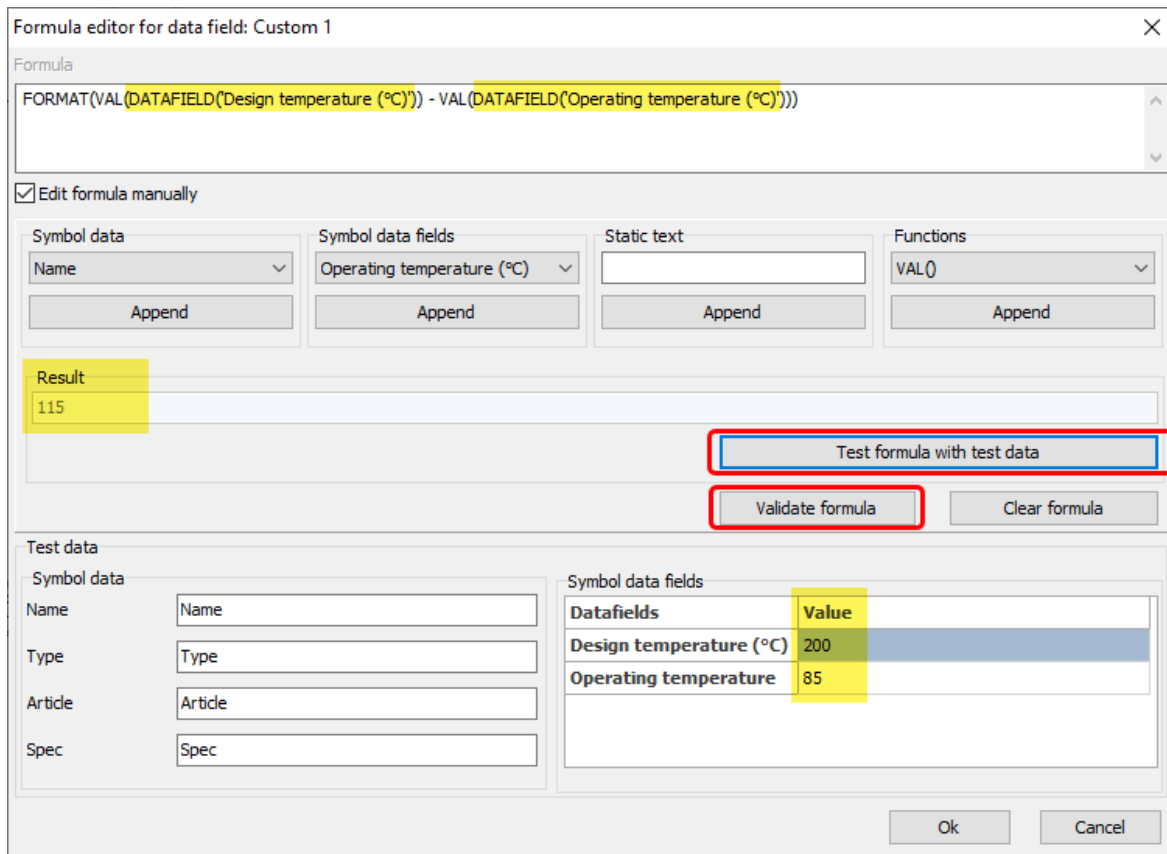 Formula editor for data field: Custom 1
Formula
FORMAT(VAL(DATAFIELD('Design temperature (°C)')) - VAL(DATAFIELD('Operating temperature (°C)')))
Edit formula manually
Symbol data Symbol data fields Static text Functions
Name Operating temperature (°C) VAL()
Append Append Append Append
Result
115
Test formula with test data
Validate formula Clear formula
Test data
Symbol data
Name Name
Type Type
Article Article
Spec Spec
Symbol data fields
Datafields Value
Design temperature (°C) 200
Operating temperature 85
Ok Cancel